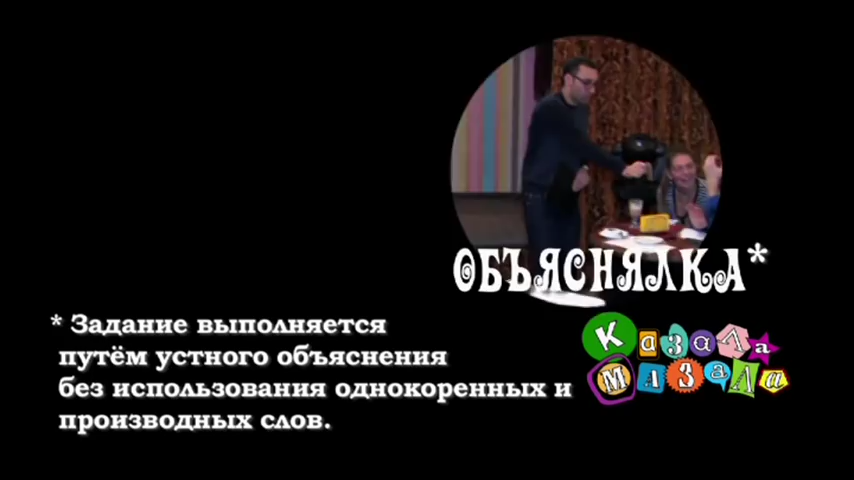 ОБЪЯСНЯЛКА*
* Задание выполняется
путём устного объяснения
без использования однокоренных и
производных слов.
Казала
мазала